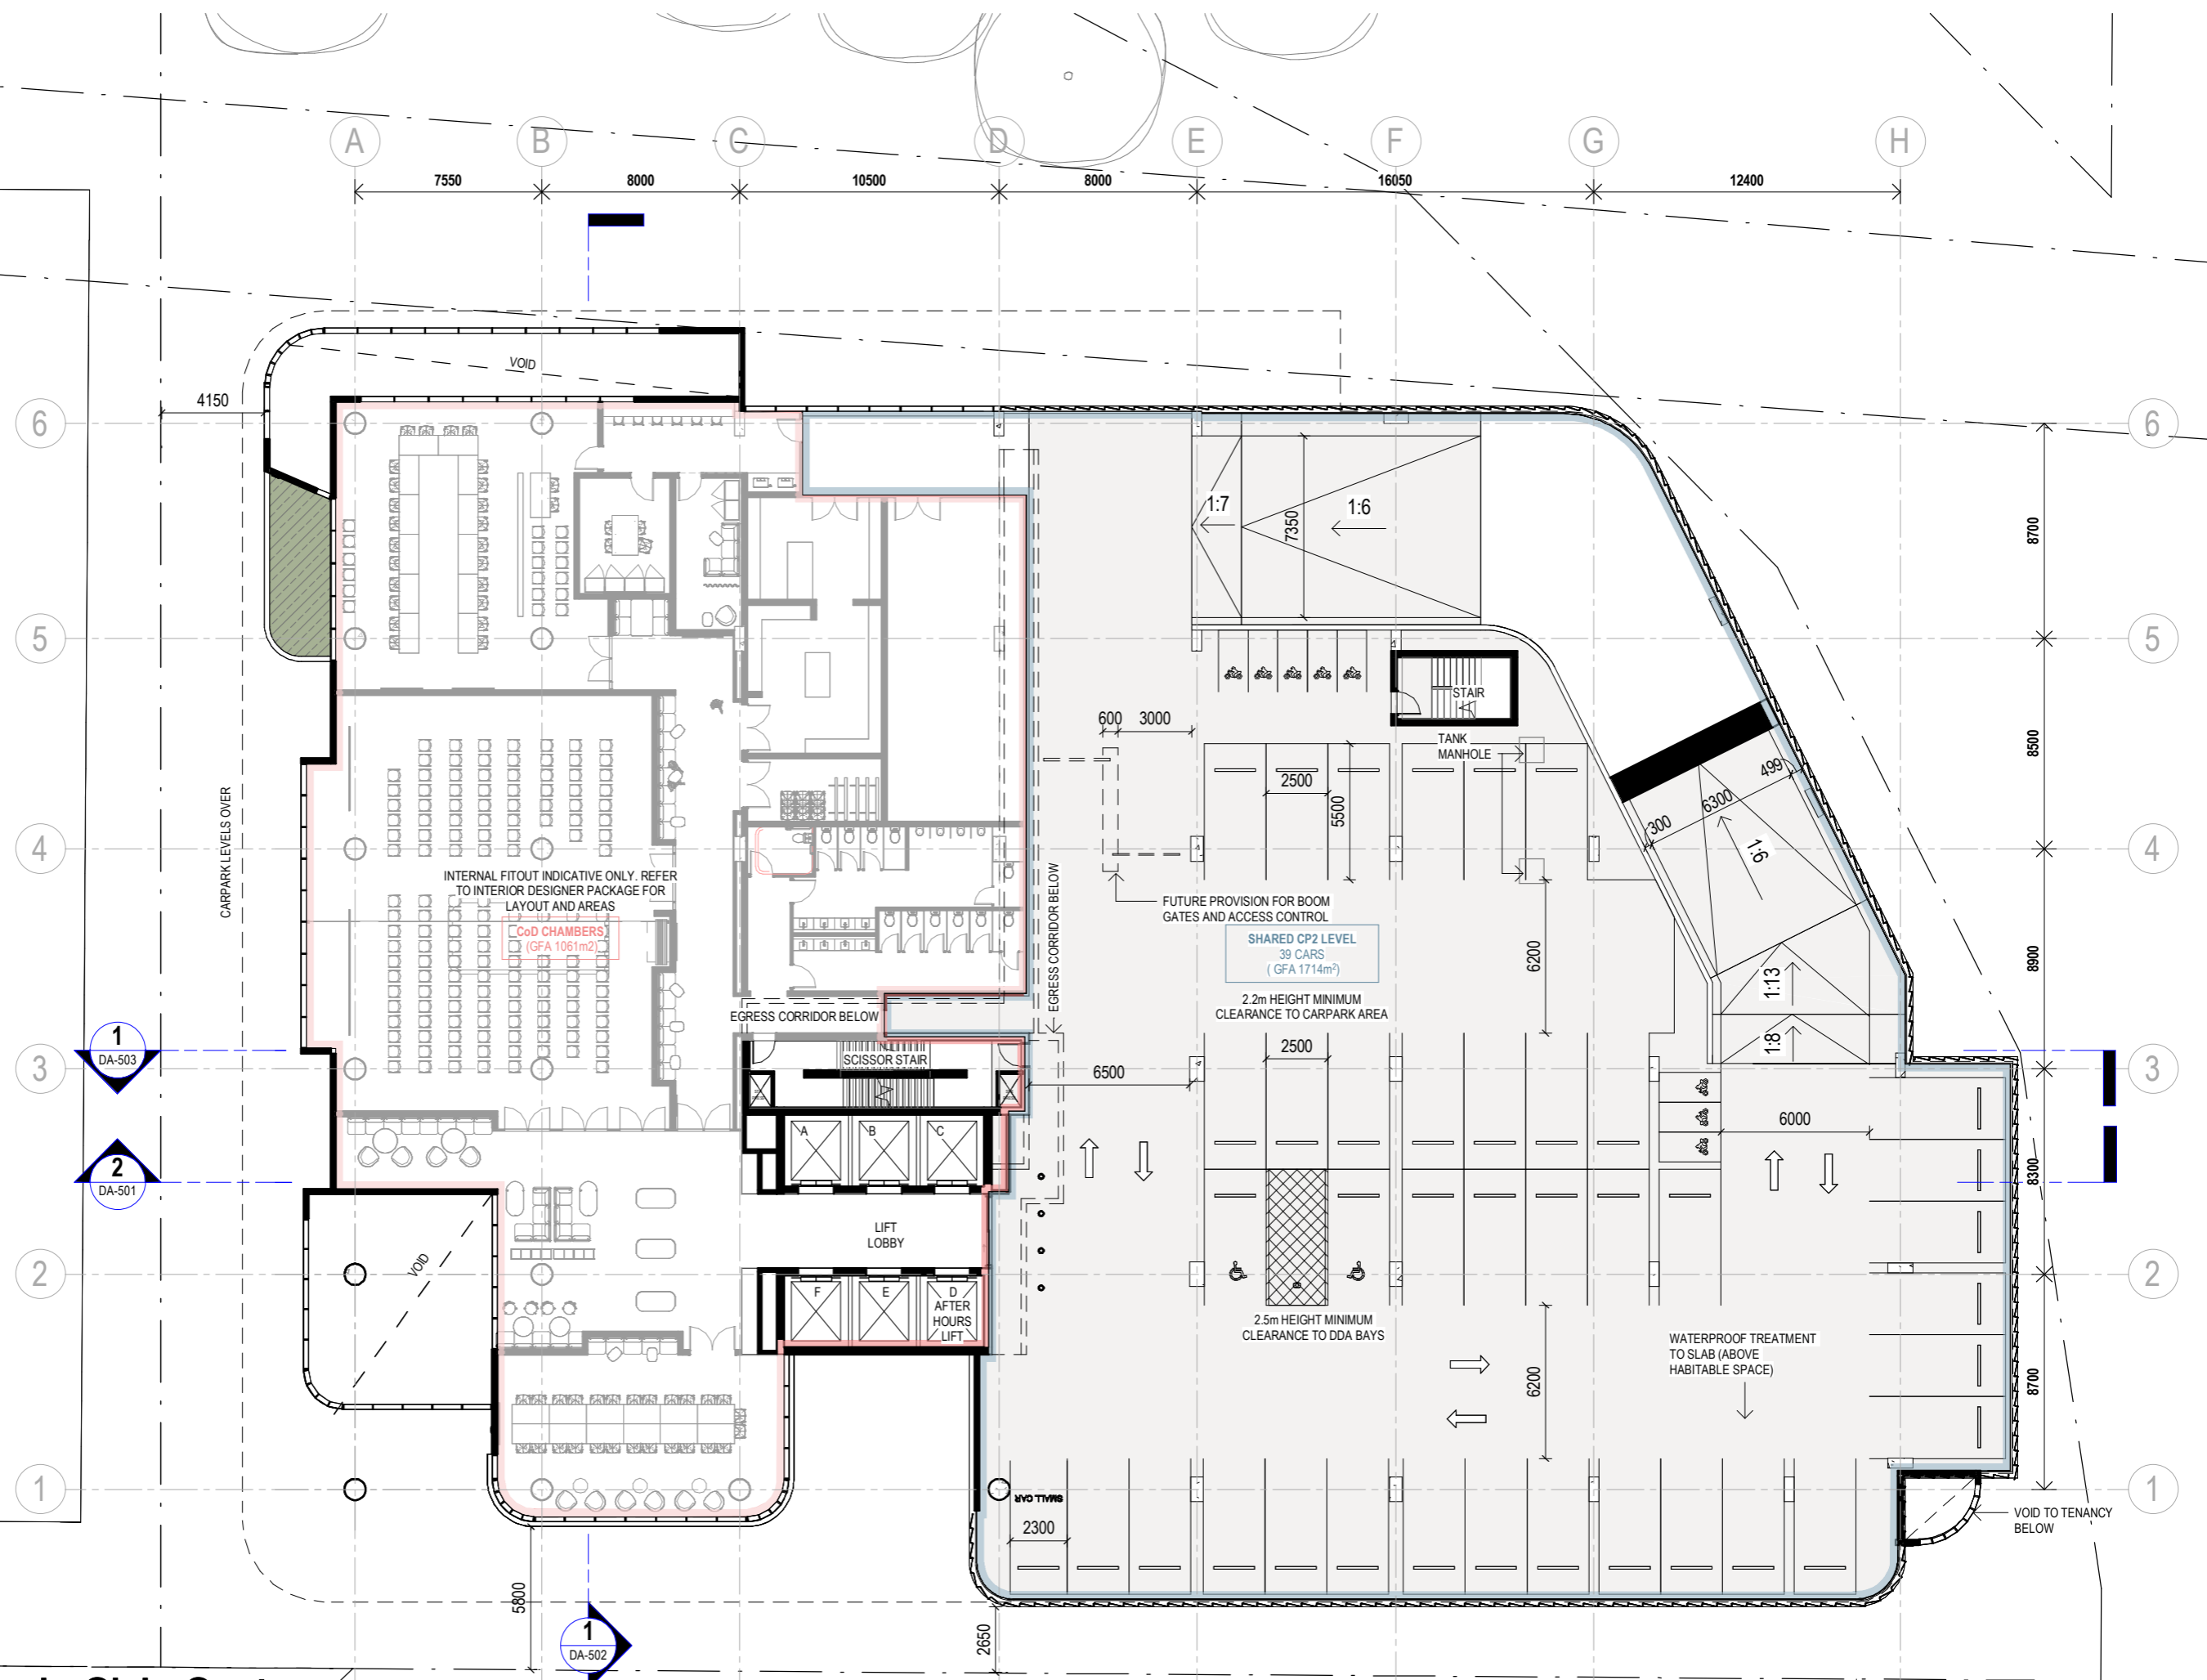 A
B
C
D
E
F
G
H
7550
8000
10500
8000
16050
12400
VOID
4150
6
6
1:7
7350
1:6
8700
5
5
STAIR
600
3000
TANK
MANHOLE
8500
499
2500
5500
6300
300
1:6
CARPARK LEVELS OVER
4
4
INTERNAL FITOUT INDICATIVE ONLY. REFER
TO INTERIOR DESIGNER PACKAGE FOR
LAYOUT AND AREAS
CoD CHAMBERS
(GFA 1061m2)
FUTURE PROVISION FOR BOOM
GATES AND ACCESS CONTROL
EGRESS CORRIDOR BELOW
SHARED CP2 LEVEL
39 CARS
( GFA 1714m²)
6200
8900
1:13
2.2m HEIGHT MINIMUM
CLEARANCE TO CARPARK AREA
EGRESS CORRIDOR BELOW
1:8
1
DA-503
SCISSOR STAIR
2500
3
3
6500
6000
A
B
C
2
DA-501
8300
LIFT
LOBBY
VOID
2
2
F
E
D
AFTER
HOURS
LIFT
2.5m HEIGHT MINIMUM
CLEARANCE TO DDA BAYS
WATERPROOF TREATMENT
TO SLAB (ABOVE
HABITABLE SPACE)
6200
8700
1
1
SMALL CAR
VOID TO TENANCY
BELOW
2300
5800
1
DA-502
2650